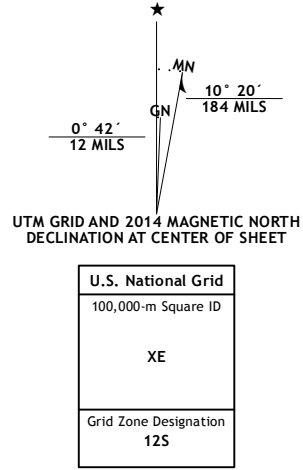 ★
MN
GN
10° 20´
184 MILS
0° 42´
12 MILS
UTM GRID AND 2014 MAGNETIC NORTH
DECLINATION AT CENTER OF SHEET
U.S. National Grid
100,000-m Square ID
XE
Grid Zone Designation
12S